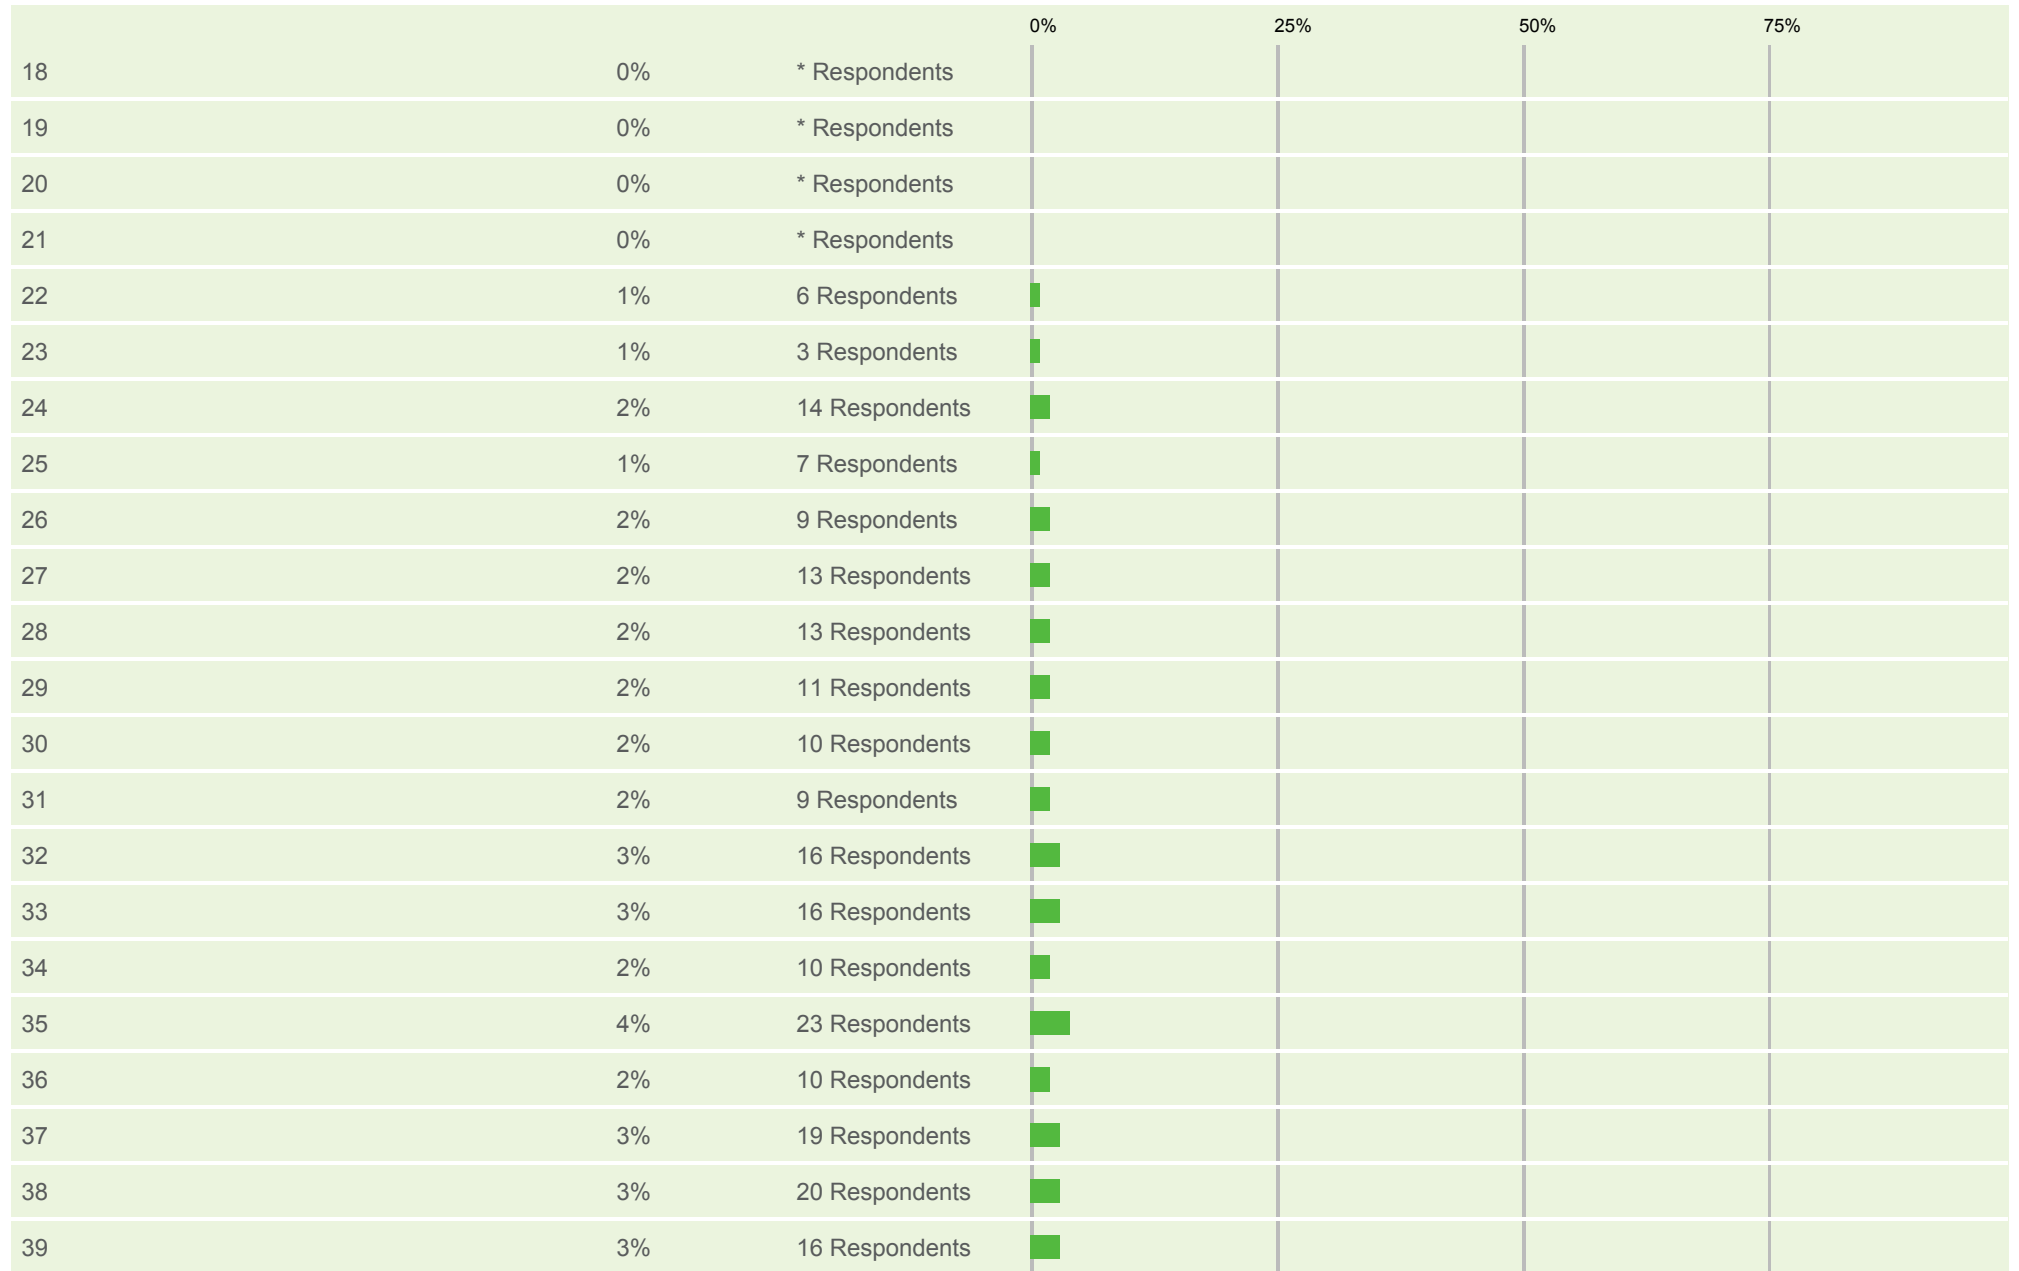 0% 25% 50% 75%
18 0% * Respondents
19 0% * Respondents
20 0% * Respondents
21 0% * Respondents
22 1% 6 Respondents
23 1% 3 Respondents
24 2% 14 Respondents
25 1% 7 Respondents
26 2% 9 Respondents
27 2% 13 Respondents
28 2% 13 Respondents
29 2% 11 Respondents
30 2% 10 Respondents
31 2% 9 Respondents
32 3% 16 Respondents
33 3% 16 Respondents
34 2% 10 Respondents
35 4% 23 Respondents
36 2% 10 Respondents
37 3% 19 Respondents
38 3% 20 Respondents
39 3% 16 Respondents